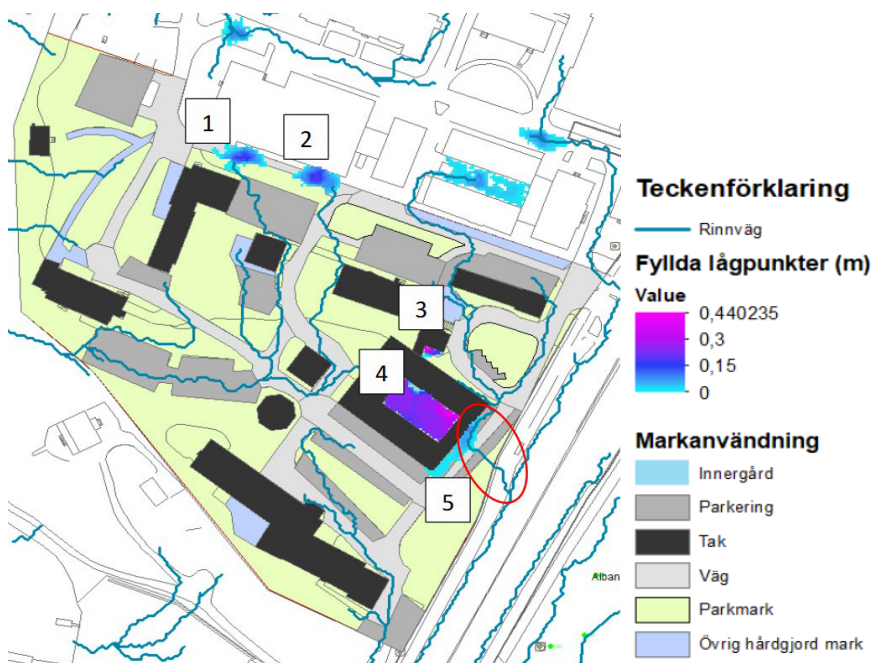 1
2
3
4
5
Alban
Teckenförklaring
Rinnväg
Fyllda lågpunkter (m)
Value
0,440235
0,3
0,15
0
Markanvändning
Innergård
Parkering
Tak
Väg
Parkmark
Övrig hårdgjord mark